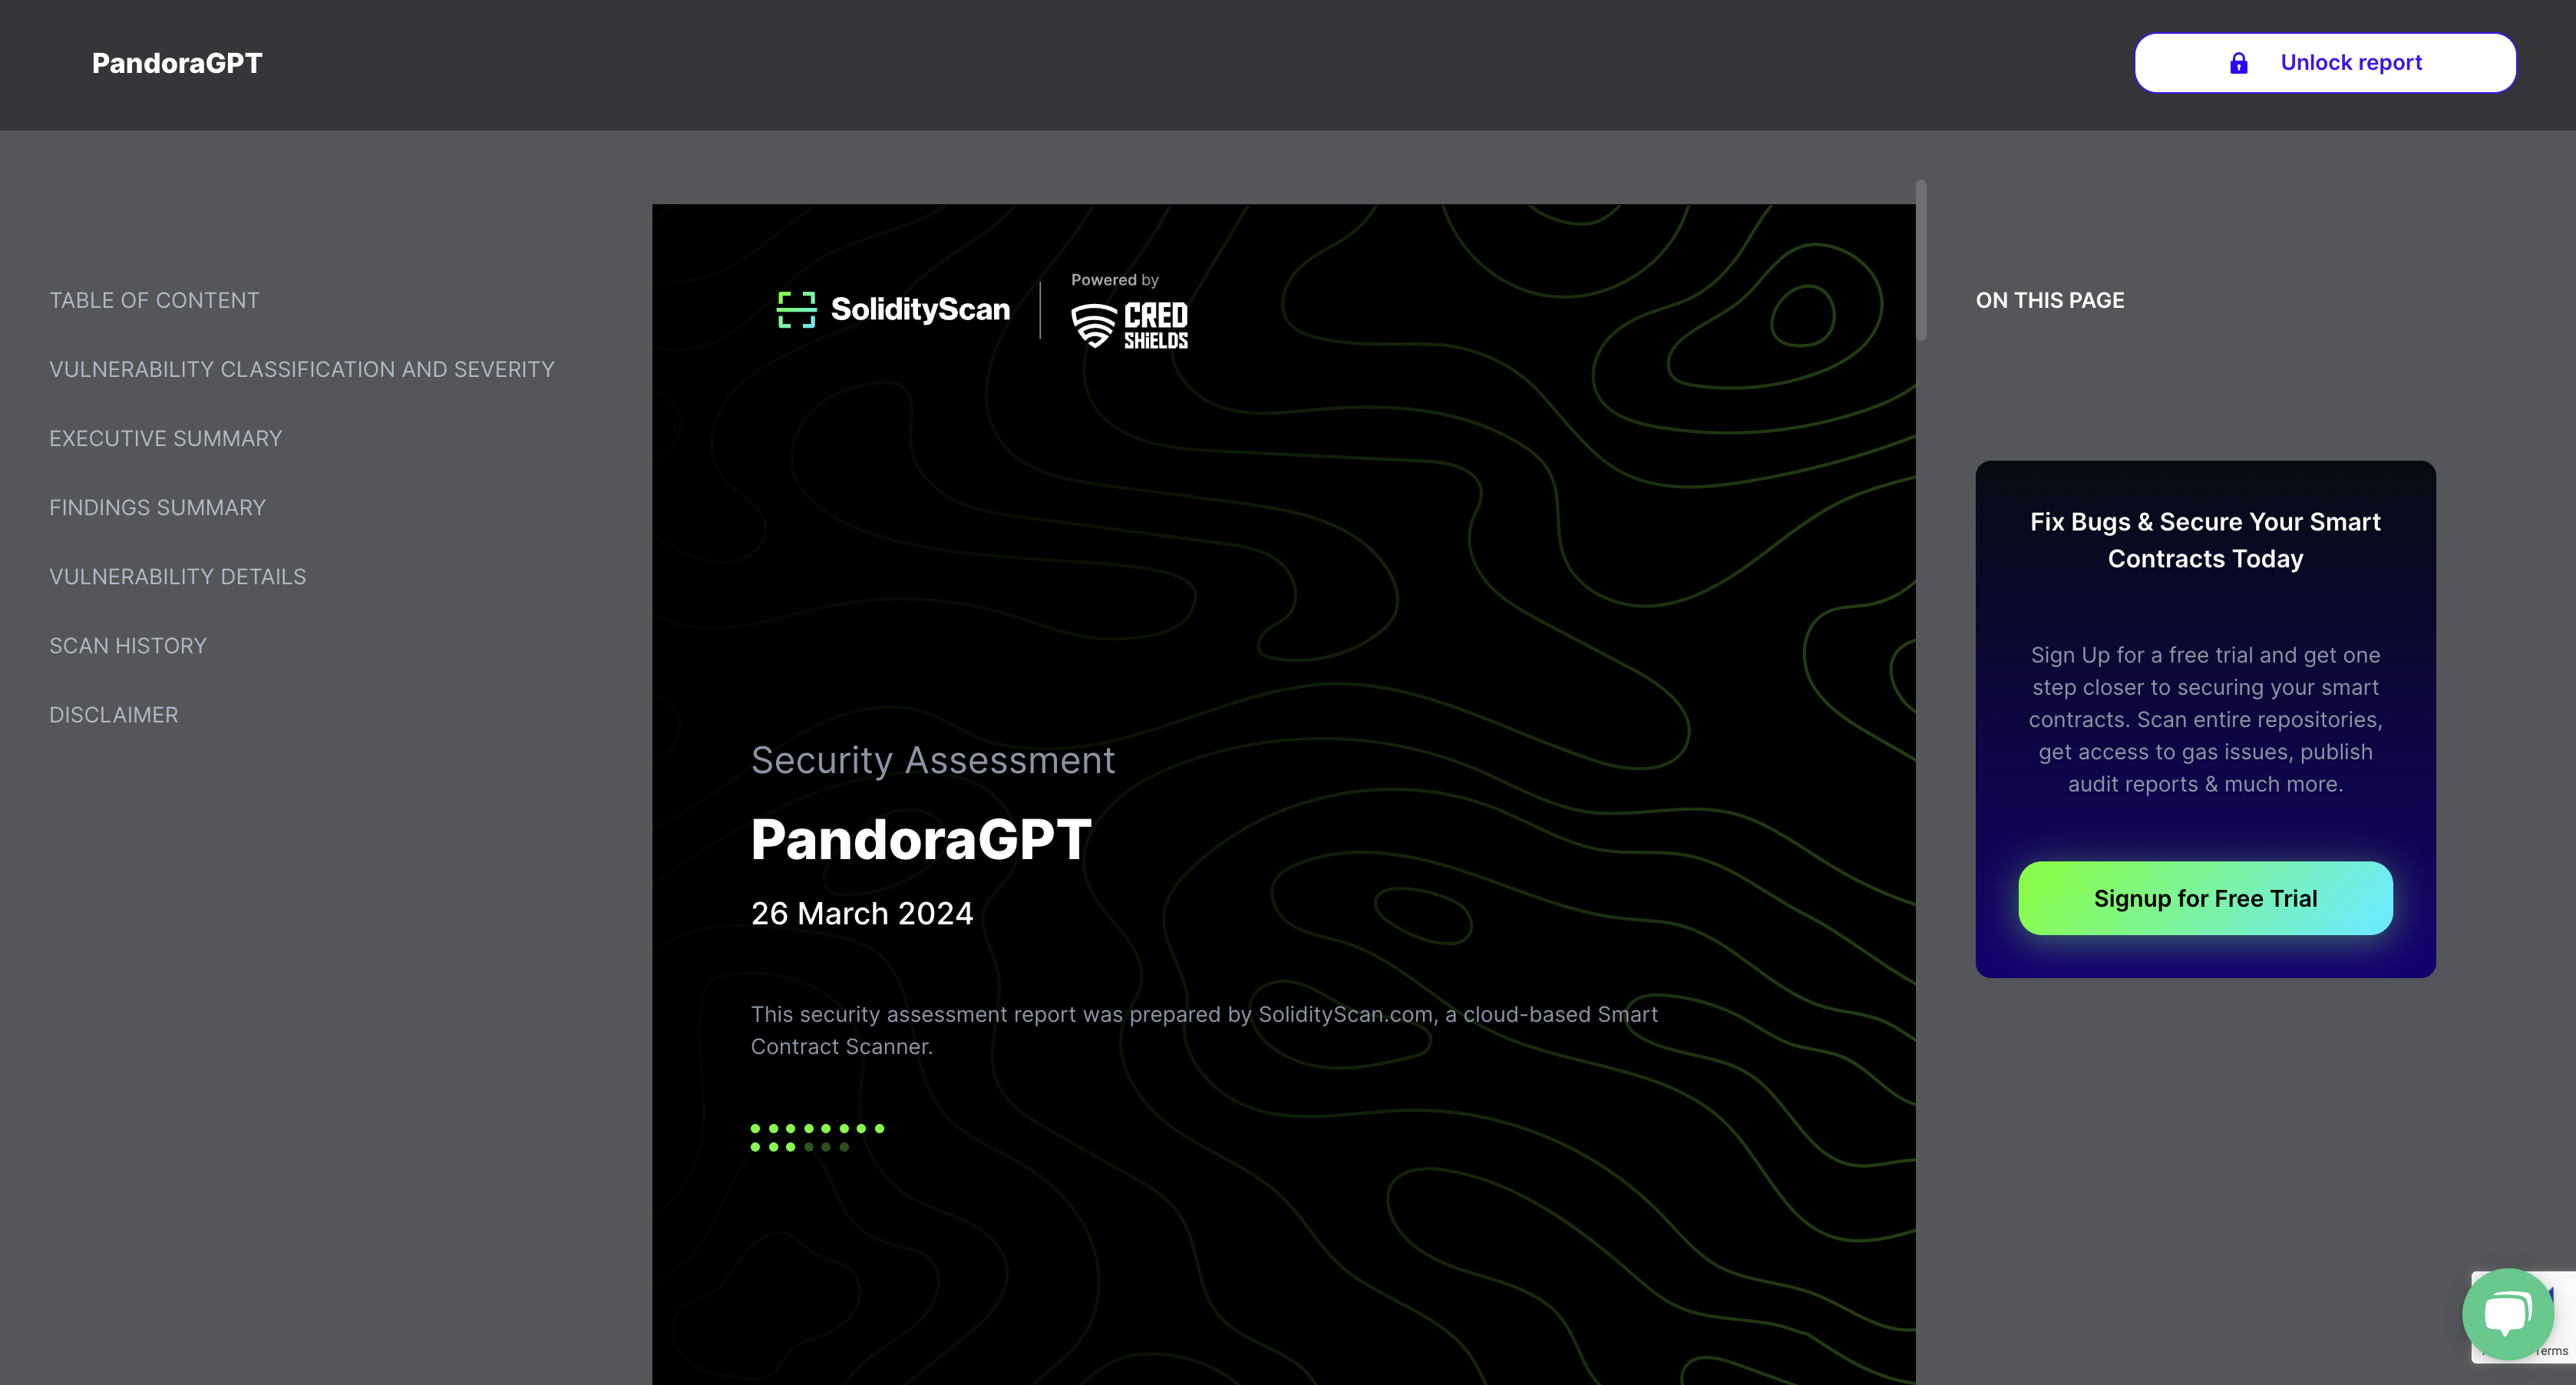 PandoraGPT
Unlock report
TABLE OF CONTENT
VULNERABILITY CLASSIFICATION AND SEVERITY
EXECUTIVE SUMMARY
FINDINGS SUMMARY
VULNERABILITY DETAILS
SCAN HISTORY
DISCLAIMER
SolidityScan
Powered by
CRED
SHiELDS
Security Assessment
PandoraGPT
26 March 2024
This security assessment report was prepared by SolidityScan.com, a cloud-based Smart
Contract Scanner.
ON THIS PAGE
Fix Bugs & Secure Your Smart
Contracts Today
Sign Up for a free trial and get one
step closer to securing your smart
contracts. Scan entire repositories,
get access to gas issues, publish
audit reports & much more.
Signup for Free Trial